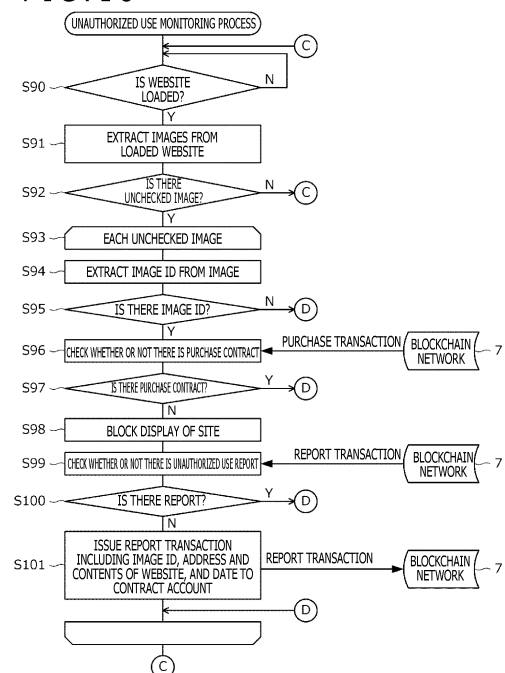 UNAUTHORIZED USE MONITORING PROCESS
C
S90
IS WEBSITE
LOADED?
N
Y
S91
EXTRACT IMAGES FROM
LOADED WEBSITE
S92
IS THERE
UNCHECKED IMAGE?
N
C
Y
S93
EACH UNCHECKED IMAGE
S94
EXTRACT IMAGE ID FROM IMAGE
S95
IS THERE IMAGE ID?
N
D
Y
S96
CHECK WHETHER OR NOT THERE IS PURCHASE CONTRACT
PURCHASE TRANSACTION
BLOCKCHAIN
NETWORK
7
S97
IS THERE PURCHASE CONTRACT?
Y
D
N
S98
BLOCK DISPLAY OF SITE
S99
CHECK WHETHER OR NOT THERE IS UNAUTHORIZED USE REPORT
REPORT TRANSACTION
BLOCKCHAIN
NETWORK
7
S100
IS THERE REPORT?
Y
D
N
S101
ISSUE REPORT TRANSACTION
INCLUDING IMAGE ID, ADDRESS AND
CONTENTS OF WEBSITE, AND DATE TO
CONTRACT ACCOUNT
REPORT TRANSACTION
BLOCKCHAIN
NETWORK
7
D
C